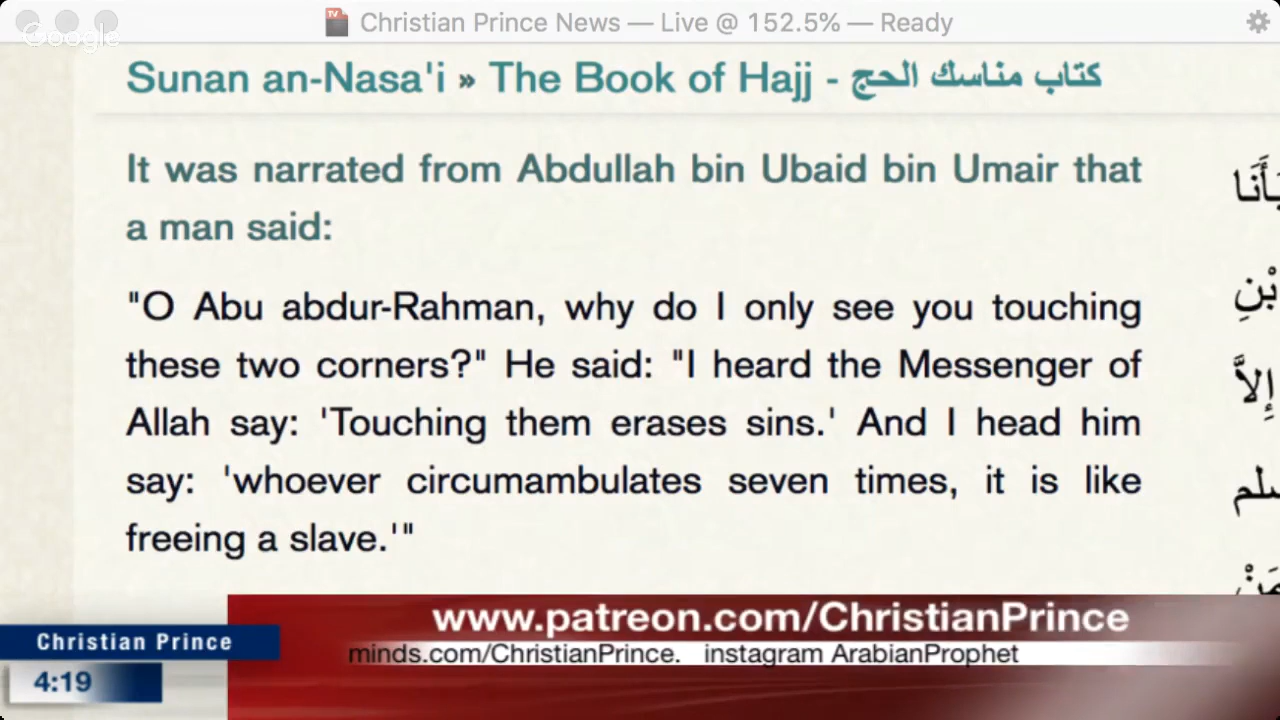 Christian Prince News — Live @ 152.5% — Ready
Google
Sunan an-Nasa'i » The Book of Hajj - كتاب مناسك الحج
It was narrated from Abdullah bin Ubaid bin Umair that
a man said:
"O Abu abdur-Rahman, why do I only see you touching
these two corners?" He said: "I heard the Messenger of
Allah say: 'Touching them erases sins.' And I head him
say: 'whoever circumambulates seven times, it is like
freeing a slave.'"
بْنِ
إِلاَّ
www.patreon.com/ChristianPrince
Christian Prince
minds.com/ChristianPrince. instagram ArabianProphet
4:19